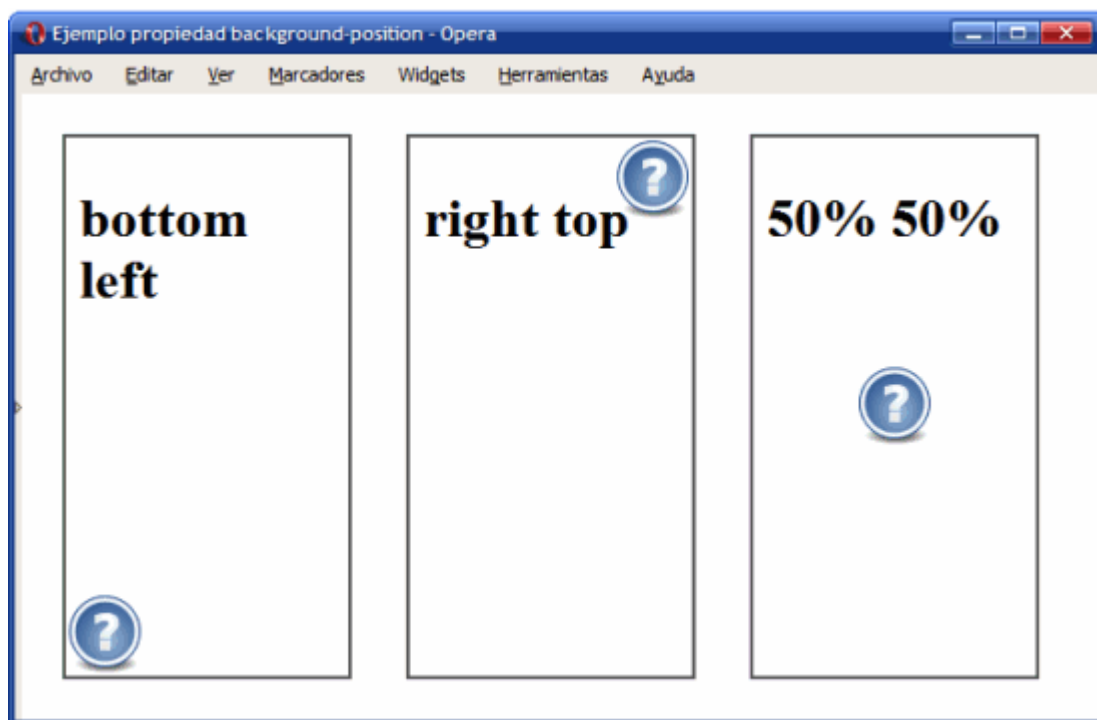 Ejemplo propiedad background-position - Opera
Archivo Editar Ver Marcadores Widgets Herramientas Ayuda
bottom
left
?
right top
?
50% 50%
?